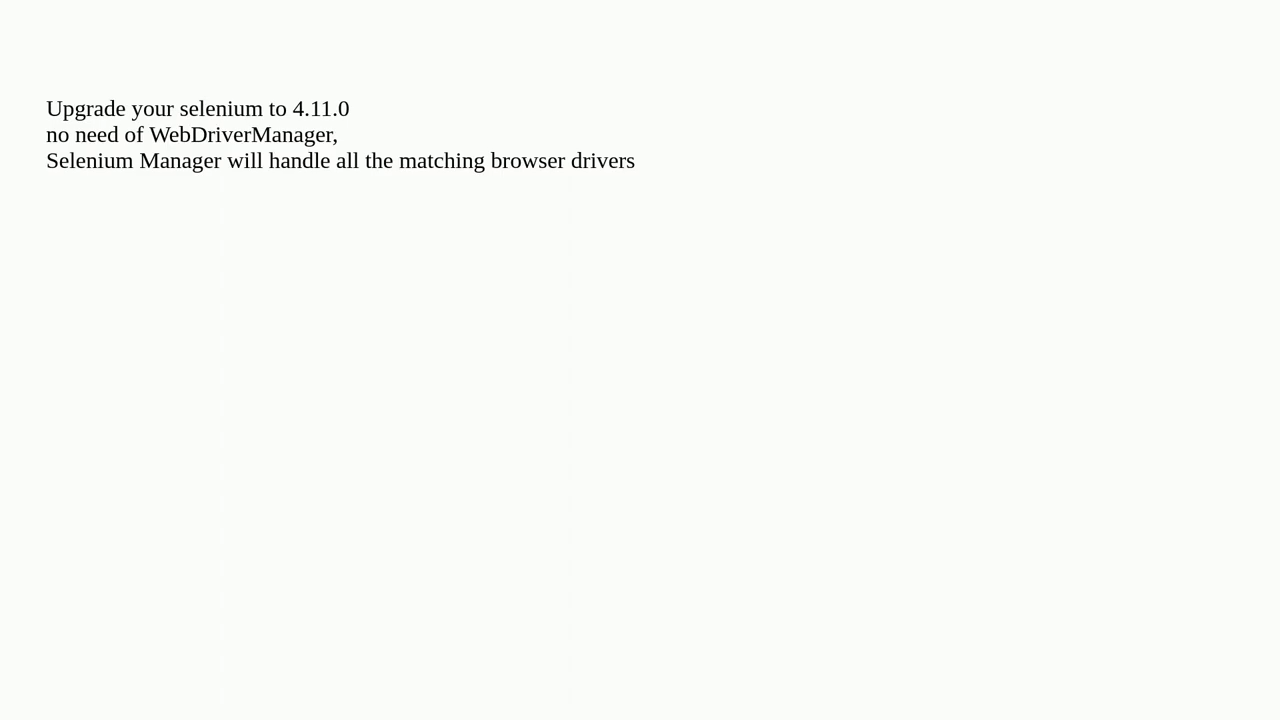 Upgrade your selenium to 4.11.0
no need of WebDriverManager,
Selenium Manager will handle all the matching browser drivers